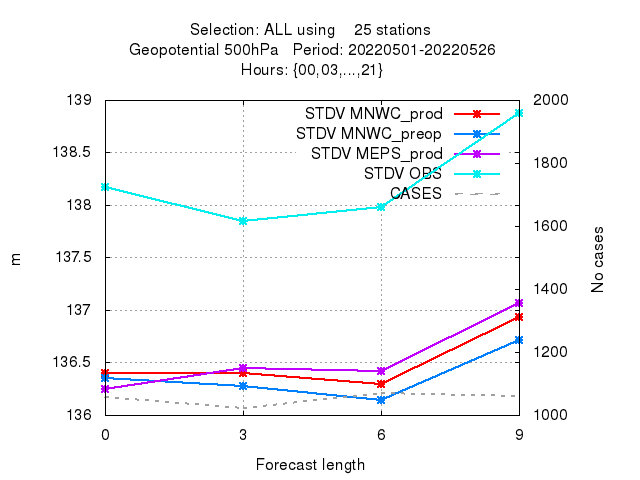 Selection: ALL using    25 stations
Geopotential 500hPa   Period: 20220501-20220526
Hours: {00,03,...,21}
139
2000
STDV MNWC_prod
STDV MNWC_preop
138.5
STDV MEPS_prod
1800
STDV OBS
CASES
138
1600
137.5
m
No cases
1400
137
136.5
1200
136
1000
0
3
6
9
Forecast length